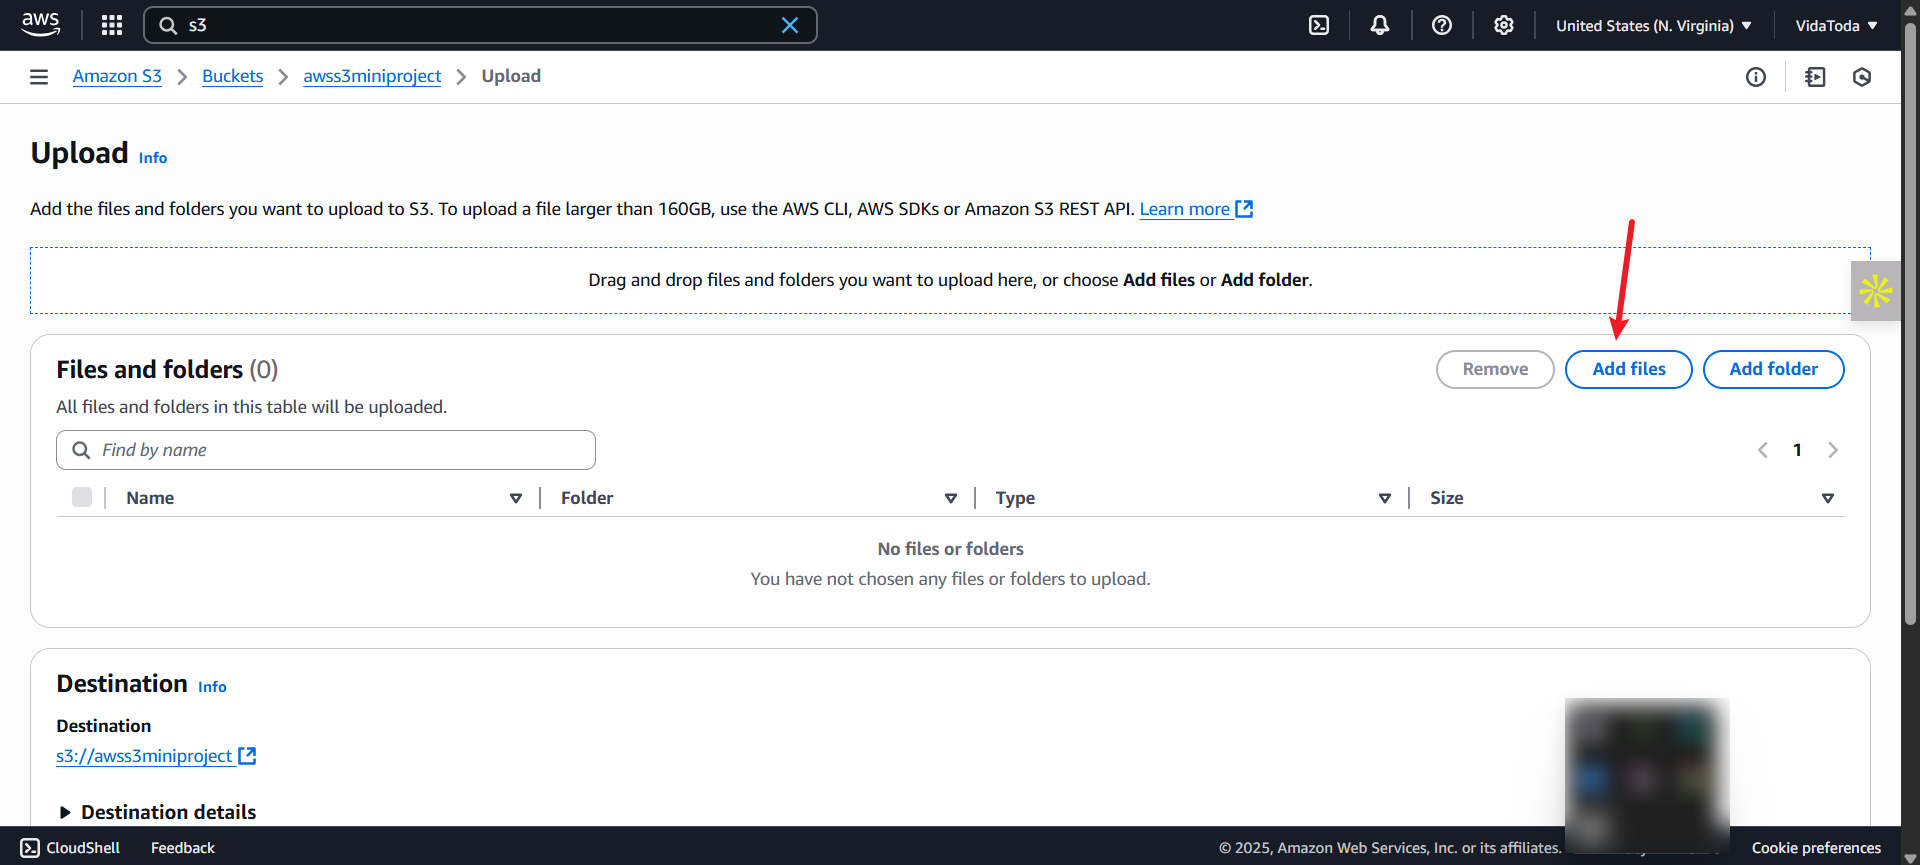 aws
s3
United States (N. Virginia)
VidaToda
Amazon S3
Buckets
awss3miniproject
Upload
Upload Info
Add the files and folders you want to upload to S3. To upload a file larger than 160GB, use the AWS CLI, AWS SDKs or Amazon S3 REST API. Learn more
Drag and drop files and folders you want to upload here, or choose Add files or Add folder.
Files and folders (0)
Remove
Add files
Add folder
All files and folders in this table will be uploaded.
Find by name
1
Name
Folder
Type
Size
No files or folders
You have not chosen any files or folders to upload.
Destination Info
Destination
s3://awss3miniproject
Destination details
CloudShell
Feedback
© 2025, Amazon Web Services, Inc. or its affiliates.
Cookie preferences